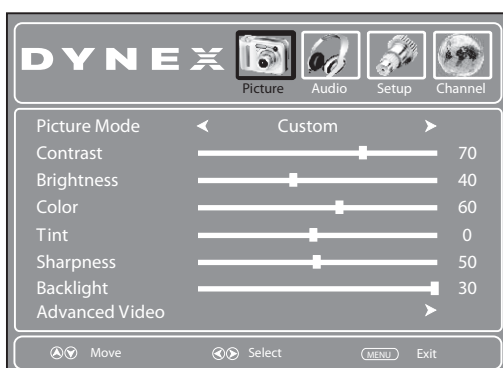 DYNEX
Picture Audio Setup Channel
Picture Mode Custom
Contrast 70
Brightness 40
Color 60
Tint 0
Sharpness 50
Backlight 30
Advanced Video
Move Select MENU Exit